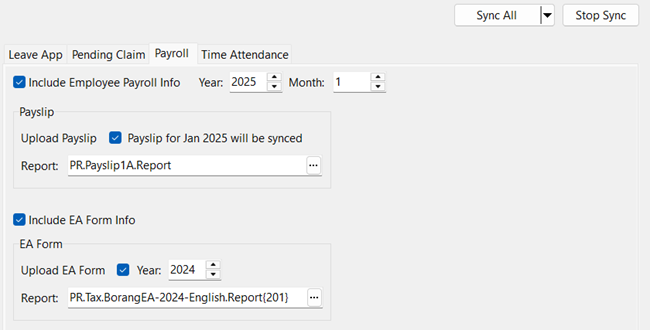 Sync All Stop Sync
Leave App Pending Claim Payroll Time Attendance
Include Employee Payroll Info Year: 2025 Month: 1
Payslip
Upload Payslip Payslip for Jan 2025 will be synced
Report: PR.Payslip1A.Report ...
Include EA Form Info
EA Form
Upload EA Form Year: 2024
Report: PR.Tax.BorangEA-2024-English.Report{201} ...